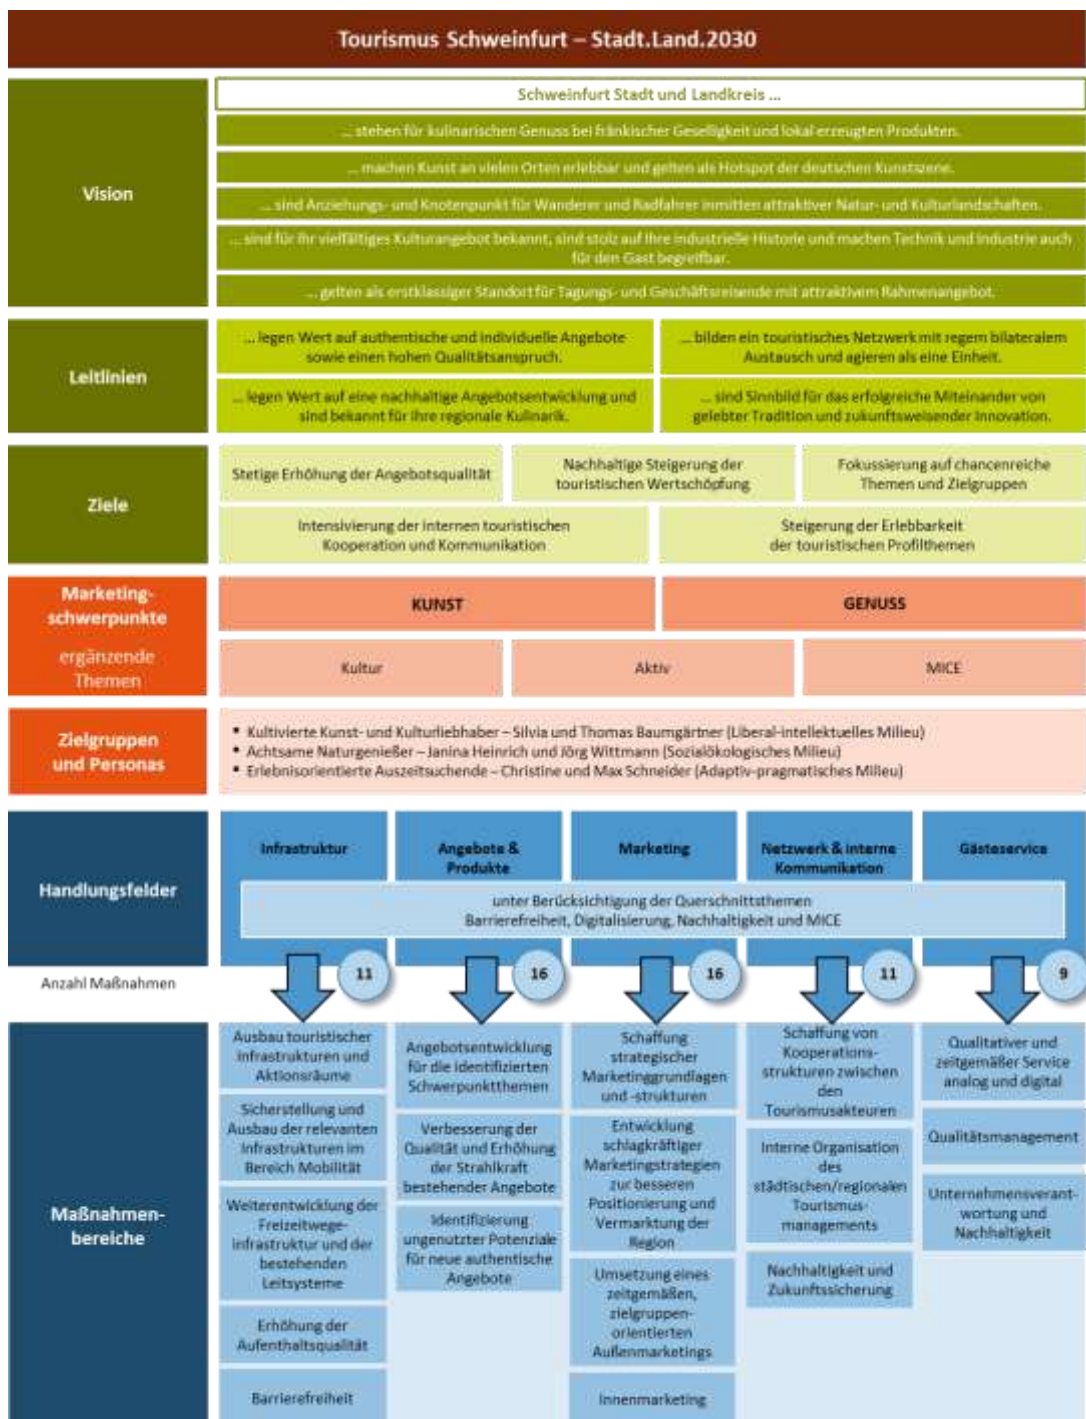 Tourismus Schweinfurt – Stadt.Land.2030
Vision
Schweinfurt Stadt und Landkreis ...
... stehen für kulinarischen Genuss bei fränkischer Geselligkeit und lokal erzeugten Produkten.
... machen Kunst an vielen Orten erlebbar und gelten als Hotspot der deutschen Kunstszene.
... sind Anziehungs- und Knotenpunkt für Wanderer und Radfahrer inmitten attraktiver Natur- und Kulturlandschaften.
... sind für ihr vielfältiges Kulturangebot bekannt, sind stolz auf ihre industrielle Historie und machen Technik und Industrie auch
für den Gast begreifbar.
... gelten als erstklassiger Standort für Tagungs- und Geschäftsreisende mit attraktivem Rahmenangebot.
Leitlinien
... legen Wert auf authentische und individuelle Angebote
sowie einen hohen Qualitätsanspruch.
... bilden ein touristisches Netzwerk mit regem bilateralem
Austausch und agieren als eine Einheit.
... legen Wert auf eine nachhaltige Angebotsentwicklung und
sind bekannt für ihre regionale Kulinarik.
... sind Sinnbild für das erfolgreiche Miteinander von
gelebter Tradition und zukunftsweisender Innovation.
Ziele
Stetige Erhöhung der Angebotsqualität
Nachhaltige Steigerung der
touristischen Wertschöpfung
Fokussierung auf chancenreiche
Themen und Zielgruppen
Intensivierung der internen touristischen
Kooperation und Kommunikation
Steigerung der Erlebbarkeit
der touristischen Profilthemen
Marketing-
schwerpunkte
KUNST
GENUSS
ergänzende
Themen
Kultur
Aktiv
MICE
Zielgruppen
und Personas
• Kultivierte Kunst- und Kulturliebhaber – Silvia und Thomas Baumgärtner (Liberal-intellektuelles Milieu)
• Achtsame Naturgenießer – Janina Heinrich und Jörg Wittmann (Sozialökologisches Milieu)
• Erlebnisorientierte Auszeitsuchende – Christine und Max Schneider (Adaptiv-pragmatisches Milieu)
Handlungsfelder
Infrastruktur
Angebote &
Produkte
Marketing
Netzwerk & interne
Kommunikation
Gästeservice
unter Berücksichtigung der Querschnittsthemen
Barrierefreiheit, Digitalisierung, Nachhaltigkeit und MICE
Anzahl Maßnahmen
11
16
16
11
9
Maßnahmen-
bereiche
Ausbau touristischer
Infrastrukturen und
Aktionsräume
Sicherstellung und
Ausbau der relevanten
Infrastrukturen im
Bereich Mobilität
Weiterentwicklung der
Freizeitwege-
infrastruktur und der
bestehenden
Leitsysteme
Erhöhung der
Aufenthaltsqualität
Barrierefreiheit
Angebotsentwicklung
für die identifizierten
Schwerpunktthemen
Verbesserung der
Qualität und Erhöhung
der Strahlkraft
bestehender Angebote
Identifizierung
ungenutzter Potenziale
für neue authentische
Angebote
Schaffung
strategischer
Marketinggrundlagen
und -strukturen
Entwicklung
schlagkräftiger
Marketingstrategien
zur besseren
Positionierung und
Vermarktung der
Region
Umsetzung eines
zeitgemäßen,
zielgruppen-
orientierten
Außenmarketings
Innenmarketing
Schaffung von
Kooperations-
strukturen zwischen
den
Tourismusakteuren
Interne Organisation
des
städtischen/regionalen
Tourismus-
managements
Nachhaltigkeit und
Zukunftssicherung
Qualitativer und
zeitgemäßer Service
analog und digital
Qualitätsmanagement
Unternehmensverant-
wortung und
Nachhaltigkeit